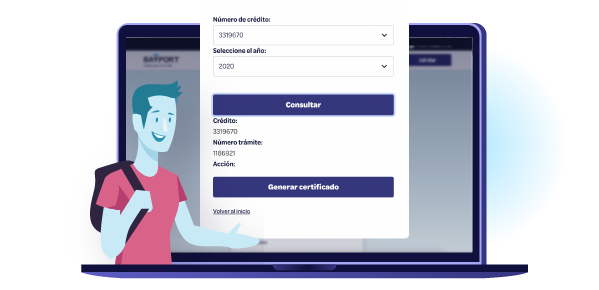 Número de crédito:
3319670
Seleccione el año:
2020
Consultar
Crédito:
3319670
Número trámite:
1186921
Acción:
Generar certificado
Volver al inicio
BAYPORT